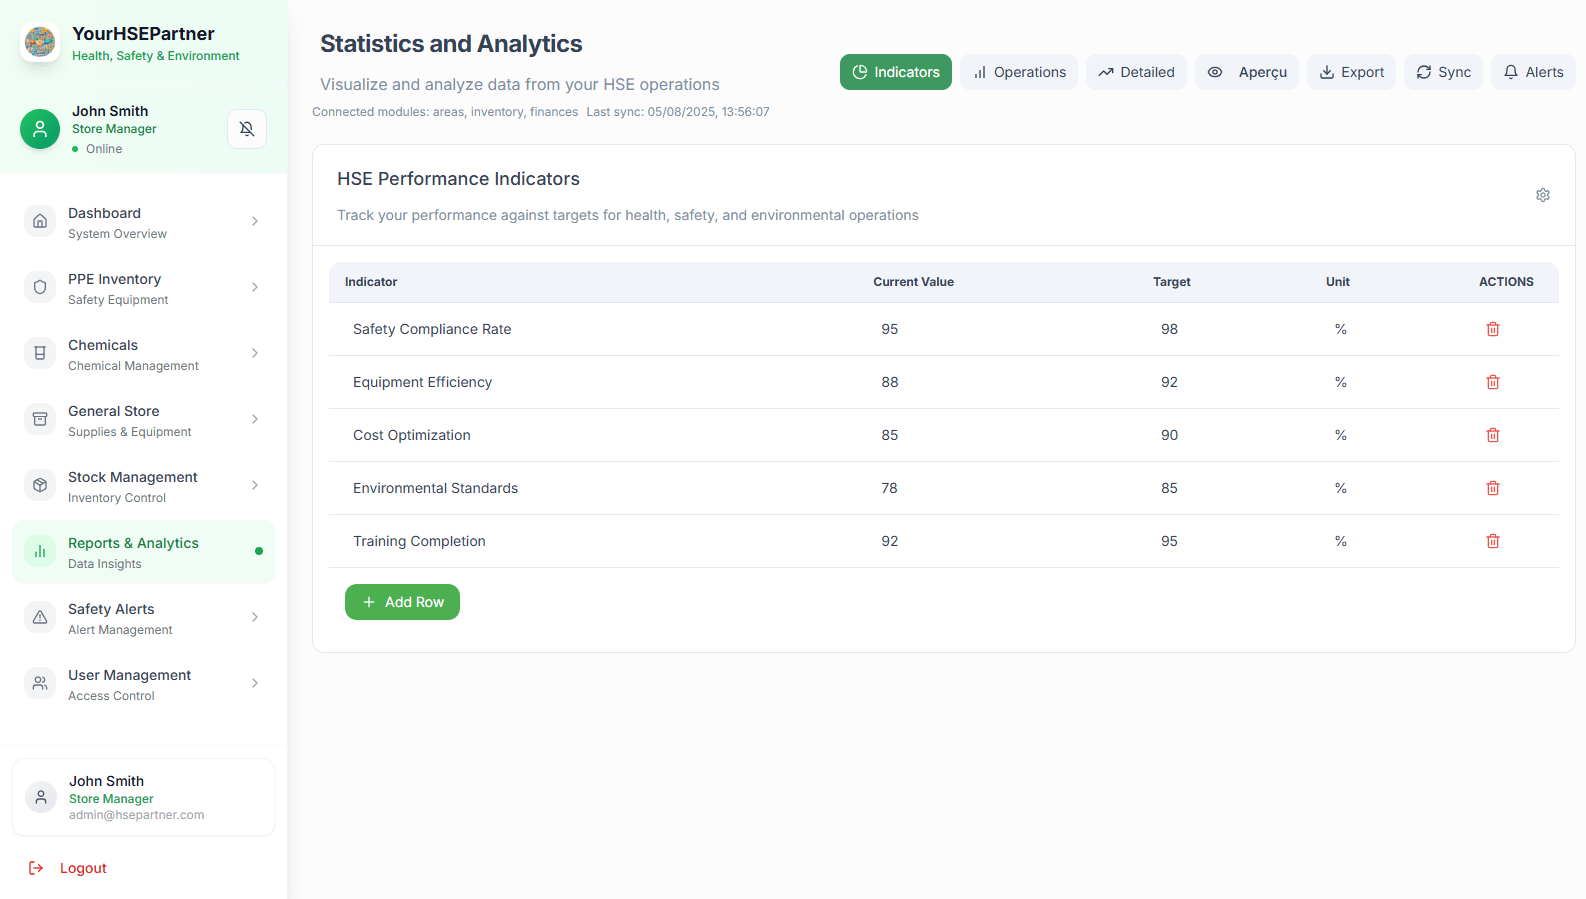 YourHSEPartner
Health, Safety & Environment
John Smith
Store Manager
Online
Dashboard
System Overview
PPE Inventory
Safety Equipment
Chemicals
Chemical Management
General Store
Supplies & Equipment
Stock Management
Inventory Control
Reports & Analytics
Data Insights
Safety Alerts
Alert Management
User Management
Access Control
John Smith
Store Manager
admin@hsepartner.com
Logout
Statistics and Analytics
Visualize and analyze data from your HSE operations
Connected modules: areas, inventory, finances Last sync: 05/08/2025, 13:56:07
Indicators Operations Detailed Aperçu Export Sync Alerts
HSE Performance Indicators
Track your performance against targets for health, safety, and environmental operations
Indicator Current Value Target Unit ACTIONS
Safety Compliance Rate 95 98 %
Equipment Efficiency 88 92 %
Cost Optimization 85 90 %
Environmental Standards 78 85 %
Training Completion 92 95 %
Add Row